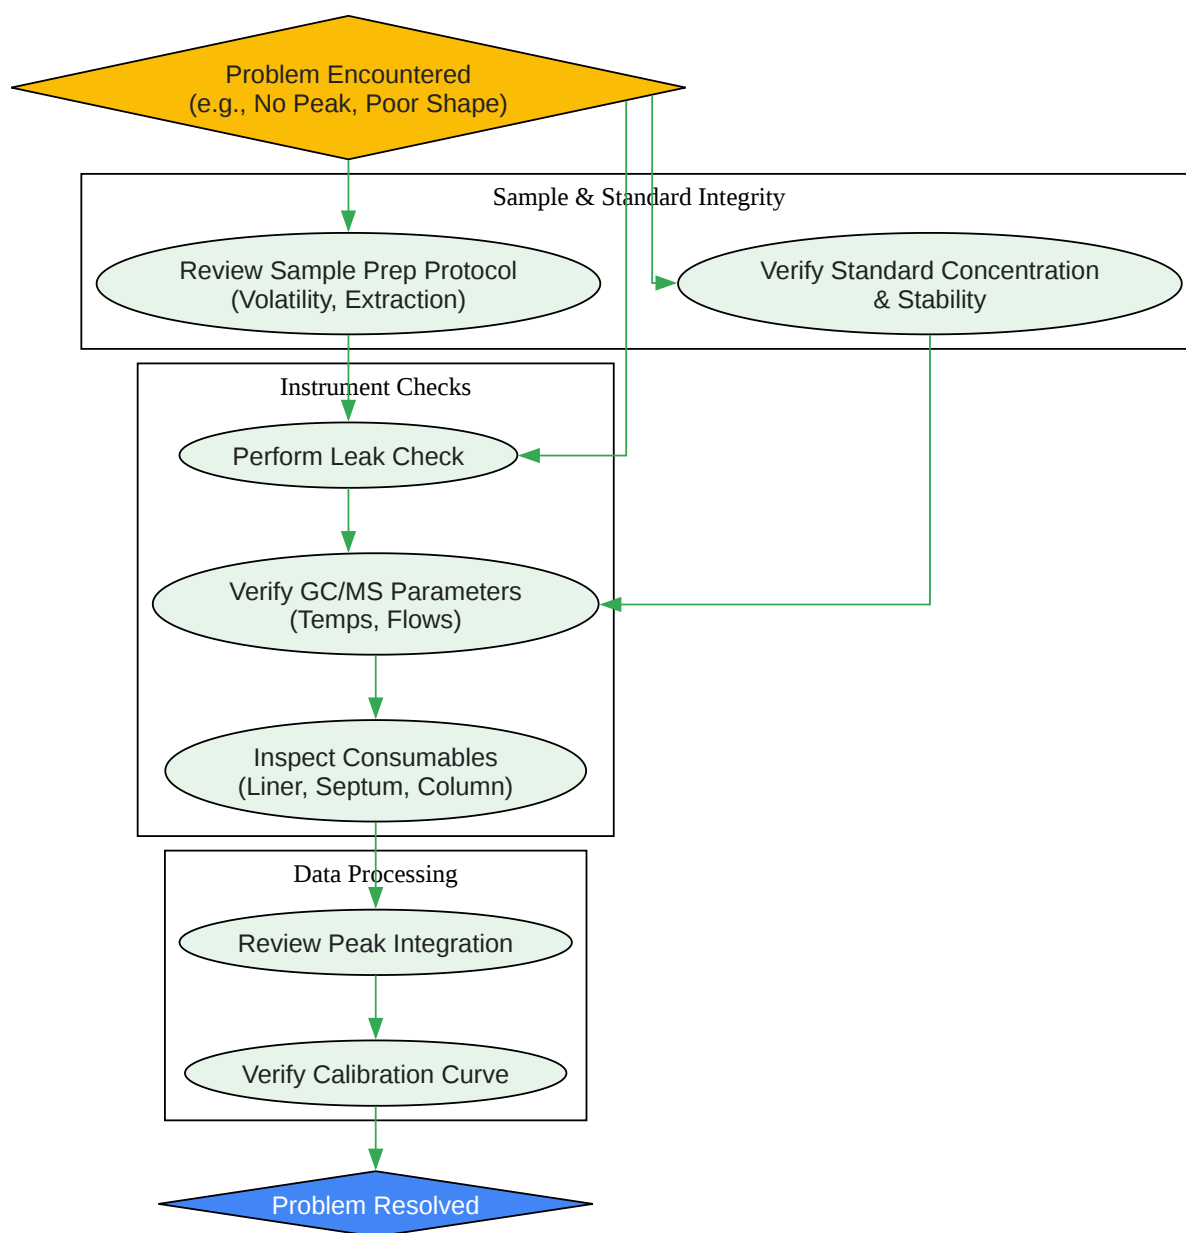 Problem Encountered
(e.g., No Peak, Poor Shape)
Sample & Standard Integrity
Review Sample Prep Protocol
(Volatility, Extraction)
Verify Standard Concentration
& Stability
Instrument Checks
Perform Leak Check
Verify GC/MS Parameters
(Temps, Flows)
Inspect Consumables
(Liner, Septum, Column)
Data Processing
Review Peak Integration
Verify Calibration Curve
Problem Resolved